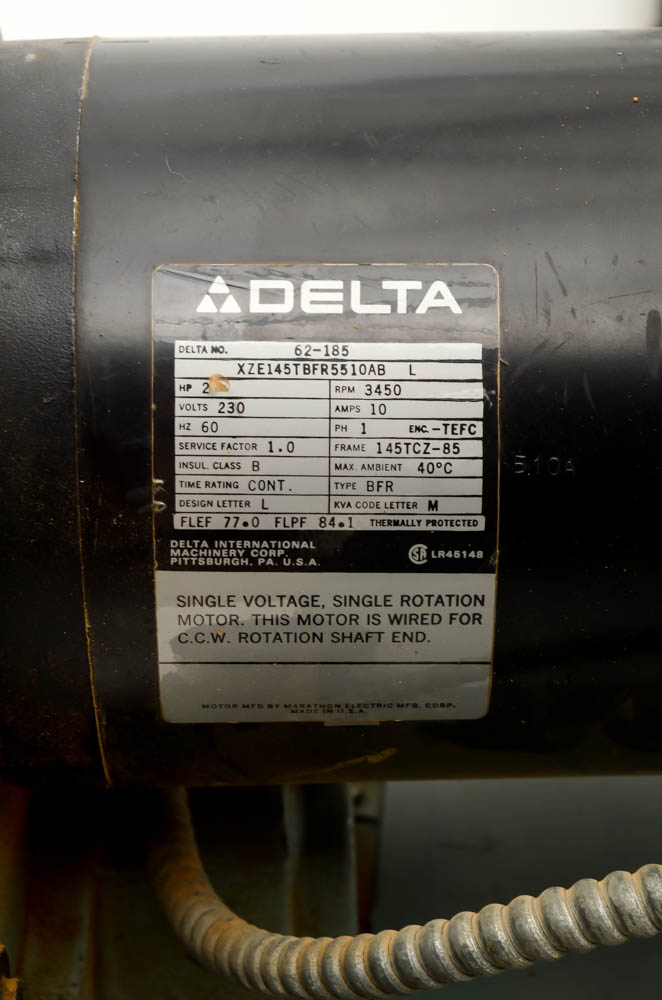 DELTA
DELTA NO. 62-185
XZE145TBFR5510AB L
HP 2 RPM 3450
VOLTS 230 AMPS 10
HZ 60 PH 1 ENC.-TEFC
SERVICE FACTOR 1.0 FRAME 145TCZ-85
INSUL. CLASS B MAX. AMBIENT 40°C
TIME RATING CONT. TYPE BFR
DESIGN LETTER L KVA CODE LETTER M
FLEF 77.0 FLPF 84.1 THERMALLY PROTECTED
DELTA INTERNATIONAL
MACHINERY CORP.
PITTSBURGH, PA. U.S.A.
SA LR45148
SINGLE VOLTAGE, SINGLE ROTATION
MOTOR. THIS MOTOR IS WIRED FOR
C.C.W. ROTATION SHAFT END.
MOTOR MFD BY MARATHON ELECTRIC MFG. CORP.
MADE IN U.S.A.